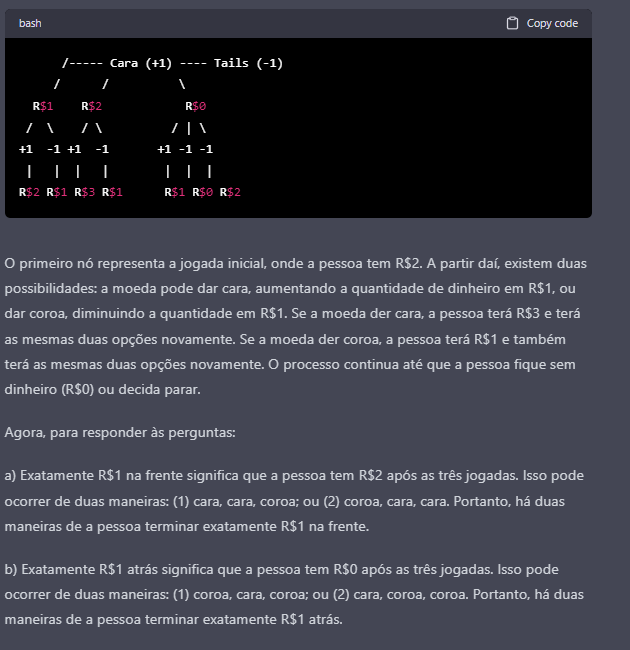 bash Copy code
/----- Cara (+1) ---- Tails (-1)
/ / \
R$1 R$2 R$0
/ \ / \ / | \
+1 -1 +1 -1 +1 -1 -1
| | | | | | |
R$2 R$1 R$3 R$1 R$1 R$0 R$2
O primeiro nó representa a jogada inicial, onde a pessoa tem R$2. A partir daí, existem duas
possibilidades: a moeda pode dar cara, aumentando a quantidade de dinheiro em R$1, ou
dar coroa, diminuindo a quantidade em R$1. Se a moeda der cara, a pessoa terá R$3 e terá
as mesmas duas opções novamente. Se a moeda der coroa, a pessoa terá R$1 e também
terá as mesmas duas opções novamente. O processo continua até que a pessoa fique sem
dinheiro (R$0) ou decida parar.
Agora, para responder às perguntas:
a) Exatamente R$1 na frente significa que a pessoa tem R$2 após as três jogadas. Isso pode
ocorrer de duas maneiras: (1) cara, cara, coroa; ou (2) coroa, cara, cara. Portanto, há duas
maneiras de a pessoa terminar exatamente R$1 na frente.
b) Exatamente R$1 atrás significa que a pessoa tem R$0 após as três jogadas. Isso pode
ocorrer de duas maneiras: (1) coroa, cara, coroa; ou (2) cara, coroa, coroa. Portanto, há duas
maneiras de a pessoa terminar exatamente R$1 atrás.